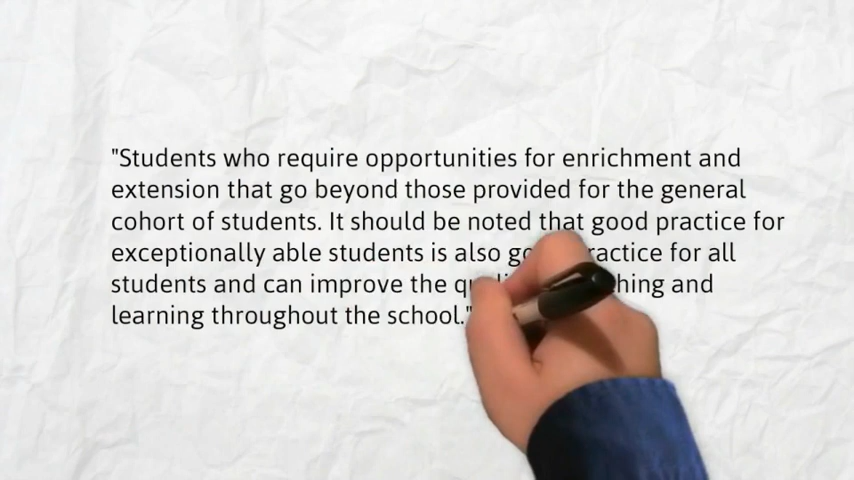 "Students who require opportunities for enrichment and
extension that go beyond those provided for the general
cohort of students. It should be noted that good practice for
exceptionally able students is also practice for all
students and can improve the and
learning throughout the school."